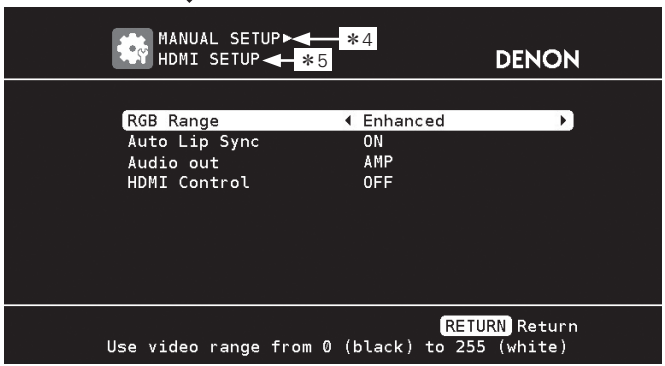 MANUAL SETUP ✻4
HDMI SETUP ✻5
DENON
RGB Range Enhanced
Auto Lip Sync ON
Audio out AMP
HDMI Control OFF
RETURN Return
Use video range from 0 (black) to 255 (white)